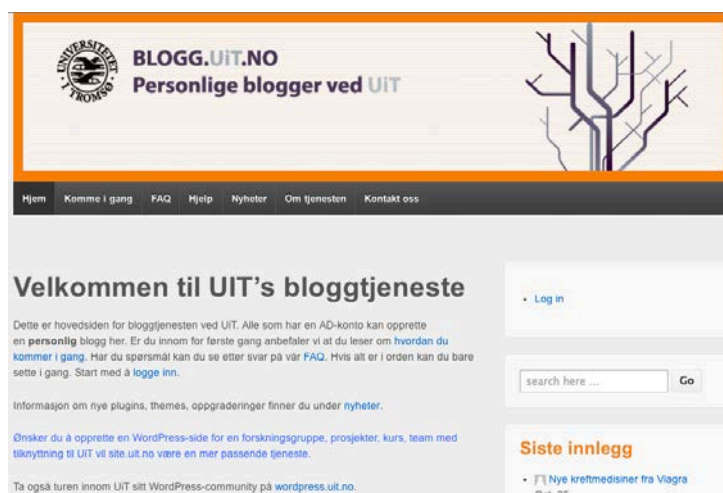 UNIVERSITETET I TROMSØ
BLOGG.UiT.NO
Personlige blogger ved UiT
Hjem Komme i gang FAQ Hjelp Nyheter Om tjenesten Kontakt oss
Velkommen til UIT's bloggtjeneste
Dette er hovedsiden for bloggtjenesten ved UiT. Alle som har en AD-konto kan opprette
en personlig blogg her. Er du innom for første gang anbefaler vi at du leser om hvordan du
kommer i gang. Har du spørsmål kan du se etter svar på vår FAQ. Hvis alt er i orden kan du bare
sette i gang. Start med å logge inn.
Informasjon om nye plugins, themes, oppgraderinger finner du under nyheter.
Ønsker du å opprette en WordPress-side for en forskningsgruppe, prosjekter, kurs, team med
tilknyttning til UiT vil site.uit.no være en mer passende tjeneste.
Ta også turen innom UiT sitt WordPress-community på wordpress.uit.no.
Log in
search here ... Go
Siste innlegg
Nye kreftmedisiner fra Viagra